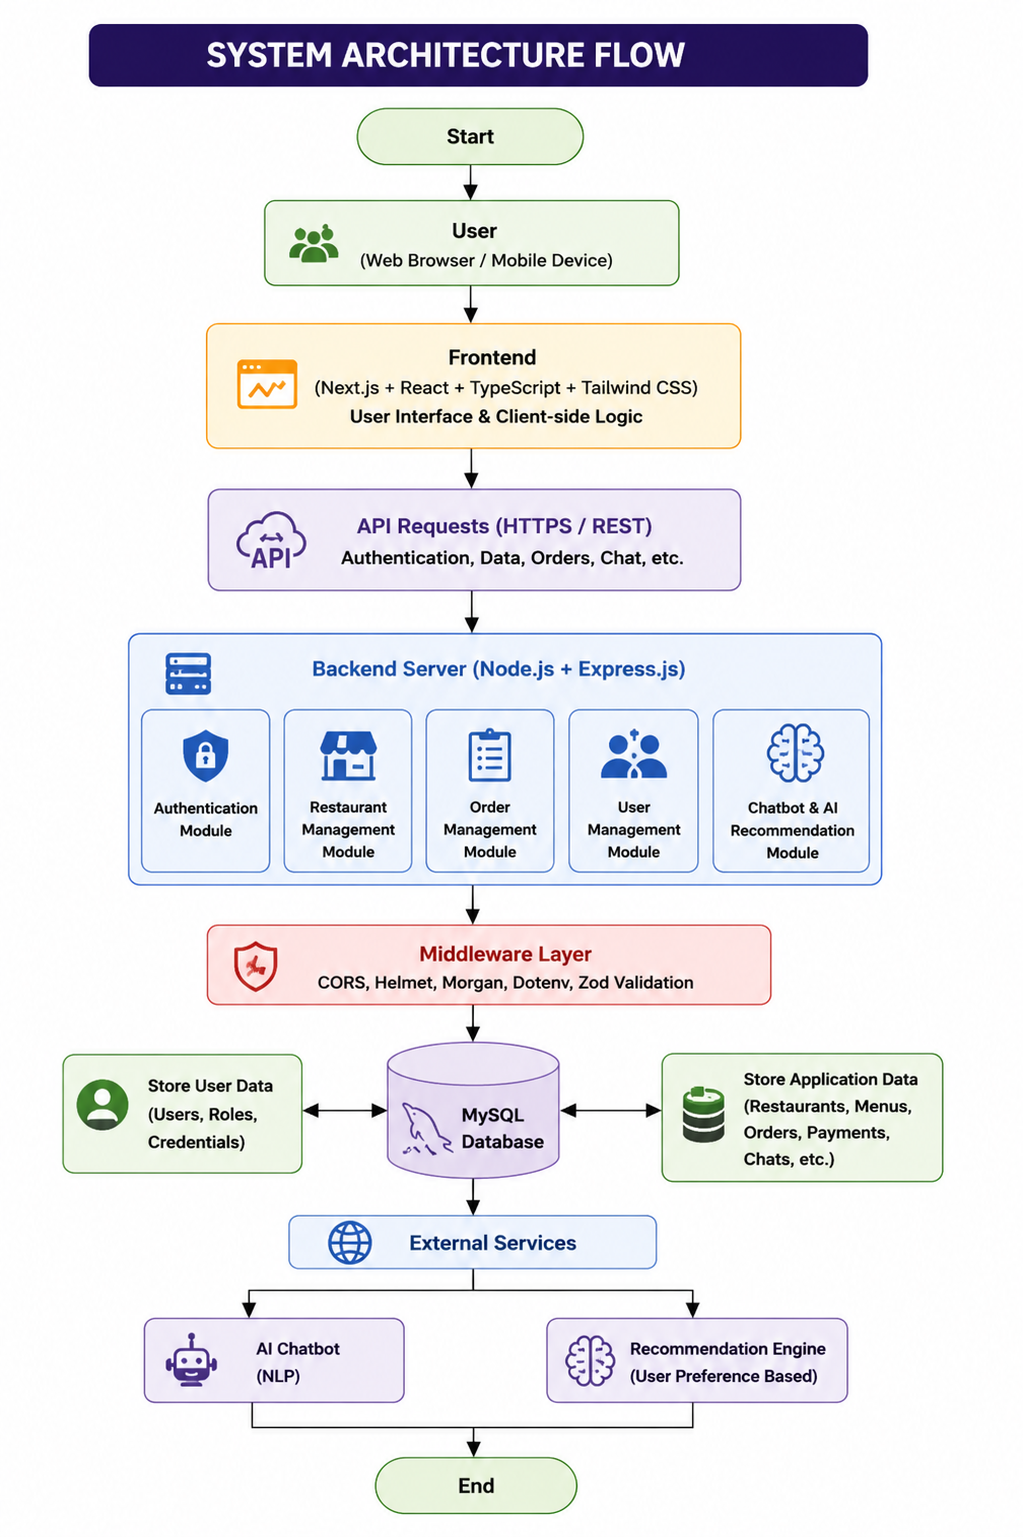 SYSTEM ARCHITECTURE FLOW
Start
User
(Web Browser / Mobile Device)
Frontend
(Next.js + React + TypeScript + Tailwind CSS)
User Interface & Client-side Logic
API
API Requests (HTTPS / REST)
Authentication, Data, Orders, Chat, etc.
Backend Server (Node.js + Express.js)
Authentication
Module
Restaurant
Management
Module
Order
Management
Module
User
Management
Module
Chatbot & AI
Recommendation
Module
Middleware Layer
CORS, Helmet, Morgan, Dotenv, Zod Validation
Store User Data
(Users, Roles,
Credentials)
MySQL
Database
Store Application Data
(Restaurants, Menus,
Orders, Payments,
Chats, etc.)
External Services
AI Chatbot
(NLP)
Recommendation Engine
(User Preference Based)
End